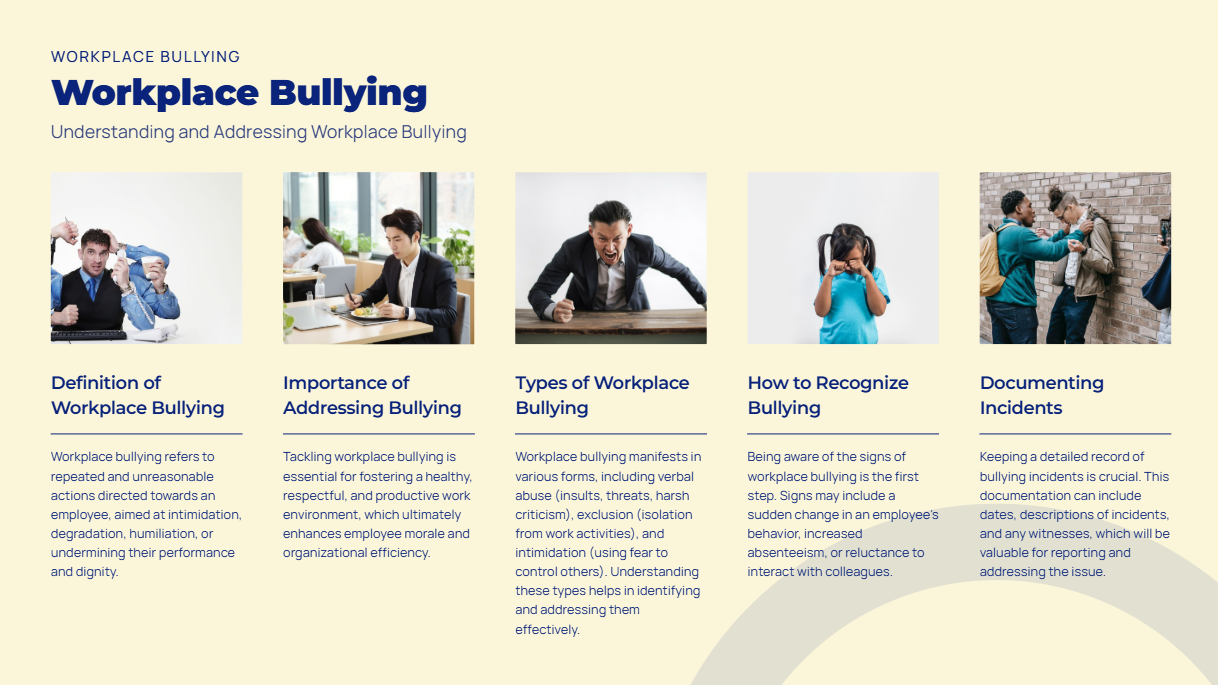 WORKPLACE BULLYING
Workplace Bullying
Understanding and Addressing Workplace Bullying
Definition of
Workplace Bullying
Workplace bullying refers to
repeated and unreasonable
actions directed towards an
employee, aimed at intimidation,
degradation, humiliation, or
undermining their performance
and dignity.
Importance of
Addressing Bullying
Tackling workplace bullying is
essential for fostering a healthy,
respectful, and productive work
environment, which ultimately
enhances employee morale and
organizational efficiency.
Types of Workplace
Bullying
Workplace bullying manifests in
various forms, including verbal
abuse (insults, threats, harsh
criticism), exclusion (isolation
from work activities), and
intimidation (using fear to
control others). Understanding
these types helps in identifying
and addressing them
effectively.
How to Recognize
Bullying
Being aware of the signs of
workplace bullying is the first
step. Signs may include a
sudden change in an employee's
behavior, increased
absenteeism, or reluctance to
interact with colleagues.
Documenting
Incidents
Keeping a detailed record of
bullying incidents is crucial. This
documentation can include
dates, descriptions of incidents,
and any witnesses, which will be
valuable for reporting and
addressing the issue.